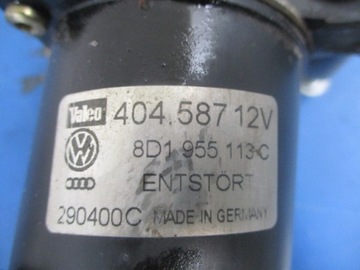 Valeo 404.587 12V
8D1 955 113 C
ENTSTÖRT
290400C MADE IN GERMANY